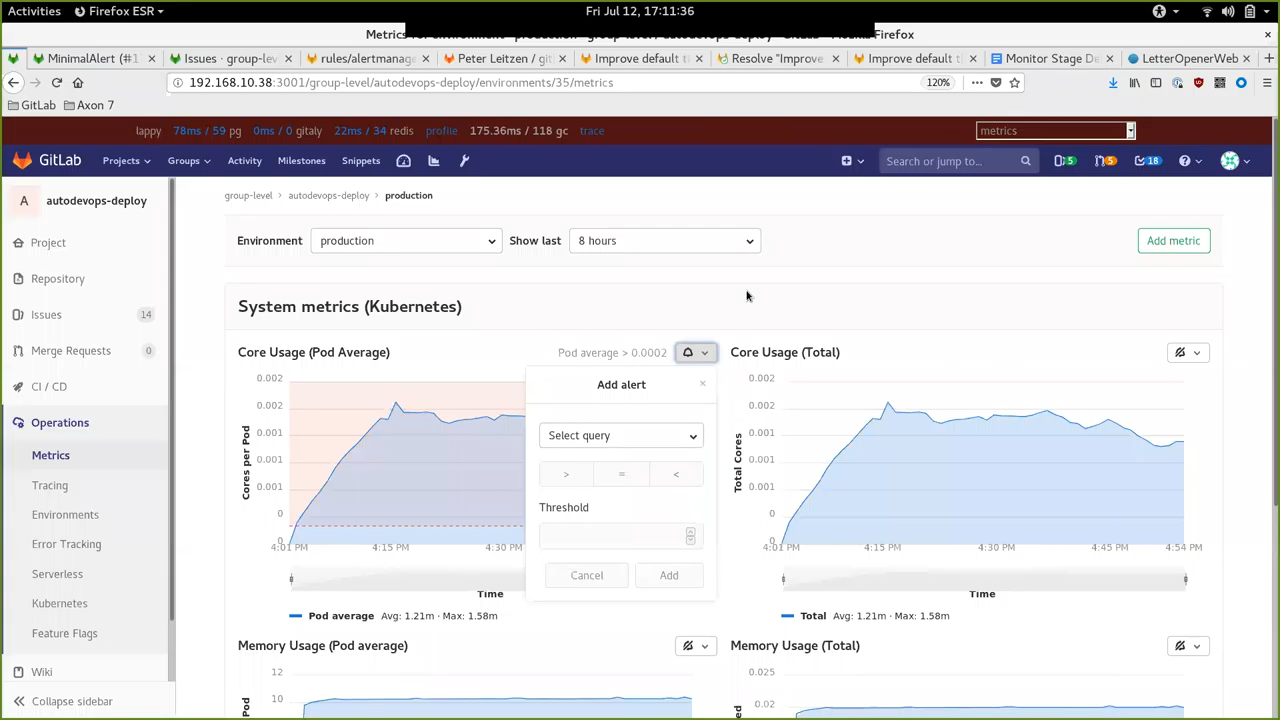 Activities Firefox ESR Fri Jul 12, 17:11:36
Firefox
MinimalAlert (#1 Issues · group-lev rules/alertmanage Peter Leitzen / git Improve default t Resolve "Improve Improve default t Monitor Stage De LetterOpenerWeb
192.168.10.38:3001/group-level/autodevops-deploy/environments/35/metrics 120%
GitLab Axon 7
lappy 78ms / 59 pg 0ms / 0 gitaly 22ms / 34 redis profile 175.36ms / 118 gc trace metrics
GitLab Projects Groups Activity Milestones Snippets Search or jump to... 5 5 18
A autodevops-deploy
group-level > autodevops-deploy > production
Project
Repository
Issues 14
Merge Requests 0
CI / CD
Operations
Metrics
Tracing
Environments
Error Tracking
Serverless
Kubernetes
Feature Flags
Wiki
Collapse sidebar
Environment production Show last 8 hours Add metric
System metrics (Kubernetes)
Core Usage (Pod Average) Pod average > 0.0002
0.002
0.002
0.001
0.001
0.001
0
0
Cores per Pod
4:01 PM 4:15 PM 4:30 PM
Time
Pod average Avg: 1.21m · Max: 1.58m
Add alert ×
Select query
> = <
Threshold
Cancel Add
Core Usage (Total)
0.002
0.002
0.001
0.001
0.001
0
0
Total Cores
4:01 PM 4:15 PM 4:30 PM 4:45 PM 4:54 PM
Time
Total Avg: 1.21m · Max: 1.58m
Memory Usage (Pod average)
12
10
Pod
Memory Usage (Total)
0.025
0.02